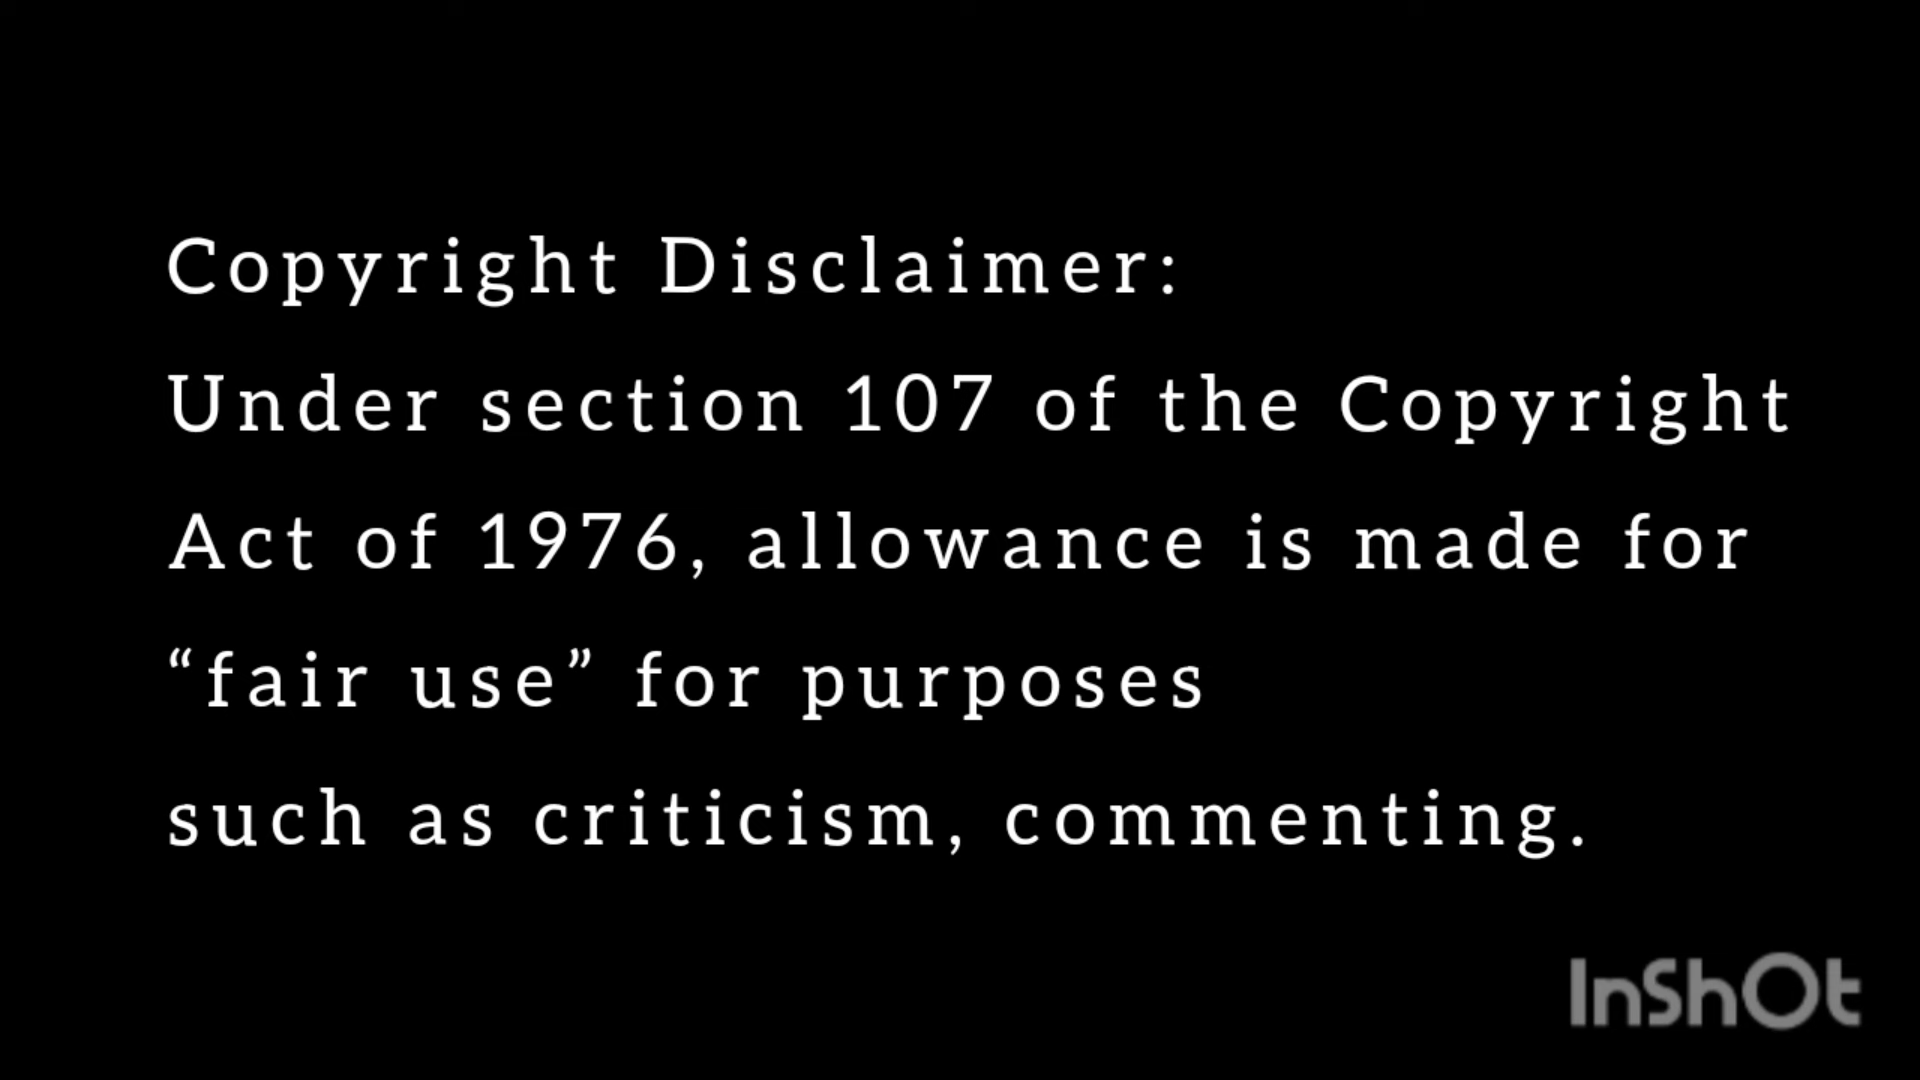 Copyright Disclaimer:
Under section 107 of the Copyright
Act of 1976, allowance is made for
“fair use” for purposes
such as criticism, commenting.
InShOt